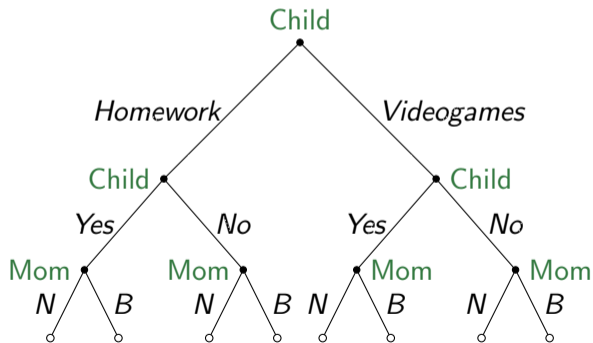 Child
Homework Videogames
Child Child
Yes No Yes No
Mom Mom Mom Mom
N B N B N B N B